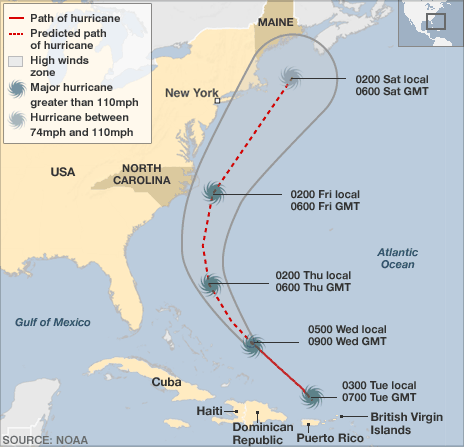 Path of hurricane
Predicted path
of hurricane
High winds
zone
Major hurricane
greater than 110mph
Hurricane between
74mph and 110mph
MAINE
New York
0200 Sat local
0600 Sat GMT
USA
NORTH
CAROLINA
0200 Fri local
0600 Fri GMT
Atlantic
Ocean
0200 Thu local
0600 Thu GMT
Gulf of Mexico
0500 Wed local
0900 Wed GMT
Cuba
0300 Tue local
0700 Tue GMT
Haiti
Dominican
Republic
Puerto Rico
British Virgin
Islands
SOURCE: NOAA